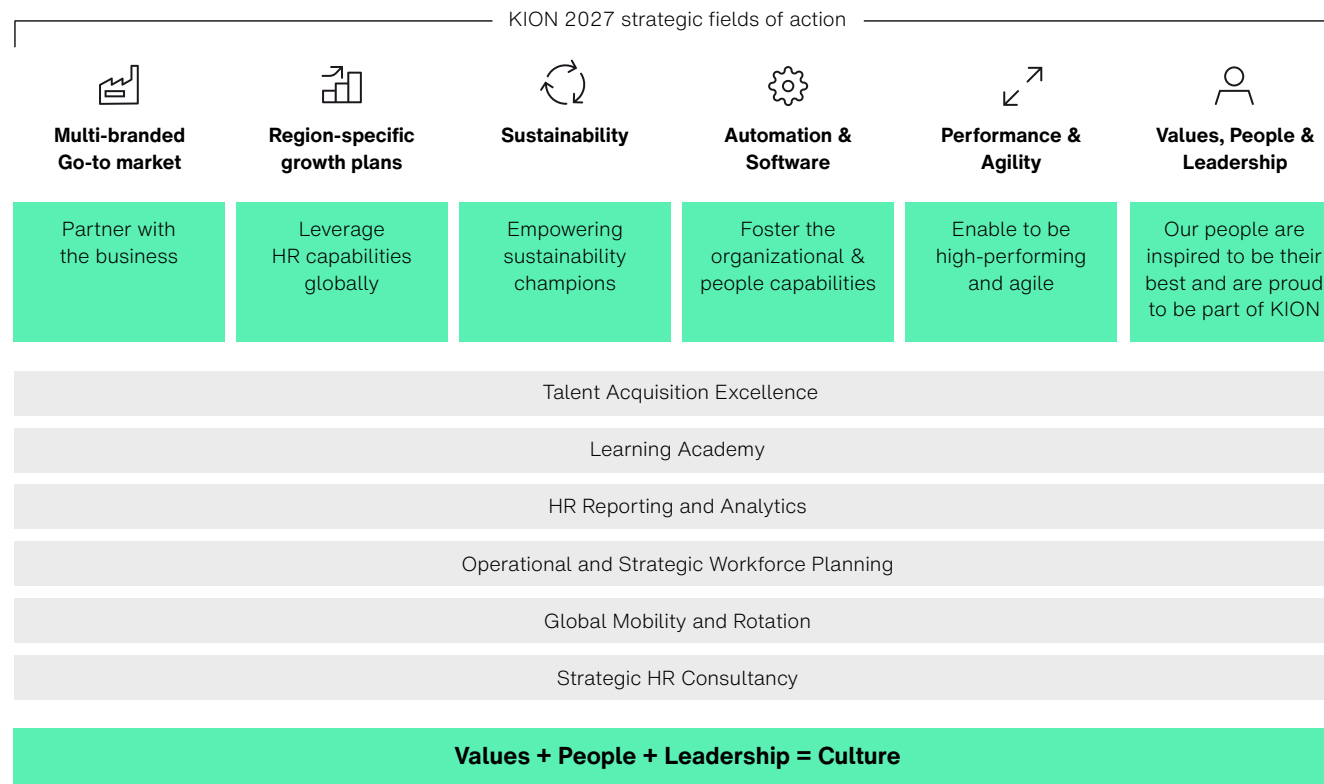 KION 2027 strategic fields of action
Multi-branded
Go-to market
Region-specific
growth plans
Sustainability
Automation &
Software
Performance &
Agility
Values, People &
Leadership
Partner with
the business
Leverage
HR capabilities
globally
Empowering
sustainability
champions
Foster the
organizational &
people capabilities
Enable to be
high-performing
and agile
Our people are
inspired to be their
best and are proud
to be part of KION
Talent Acquisition Excellence
Learning Academy
HR Reporting and Analytics
Operational and Strategic Workforce Planning
Global Mobility and Rotation
Strategic HR Consultancy
Values + People + Leadership = Culture